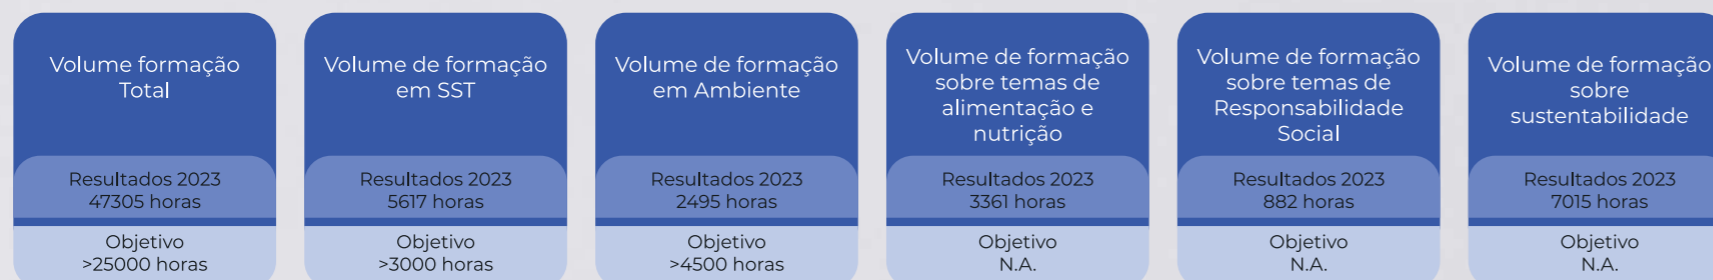 Volume formação
Total
Resultados 2023
47305 horas
Objetivo
>25000 horas
Volume de formação
em SST
Resultados 2023
5617 horas
Objetivo
>3000 horas
Volume de formação
em Ambiente
Resultados 2023
2495 horas
Objetivo
>4500 horas
Volume de formação
sobre temas de
alimentação e
nutrição
Resultados 2023
3361 horas
Objetivo
N.A.
Volume de formação
sobre temas de
Responsabilidade
Social
Resultados 2023
882 horas
Objetivo
N.A.
Volume de formação
sobre
sustentabilidade
Resultados 2023
7015 horas
Objetivo
N.A.